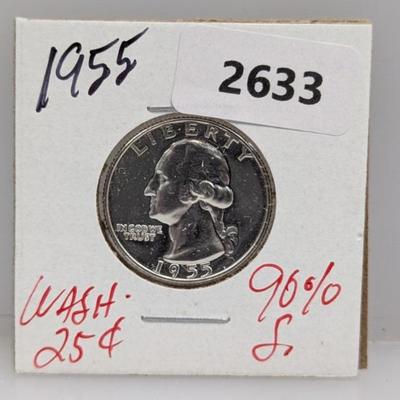 1955
2633
LIBERTY
IN GOD WE
TRUST
1955
WASH.
25¢
90%
S.